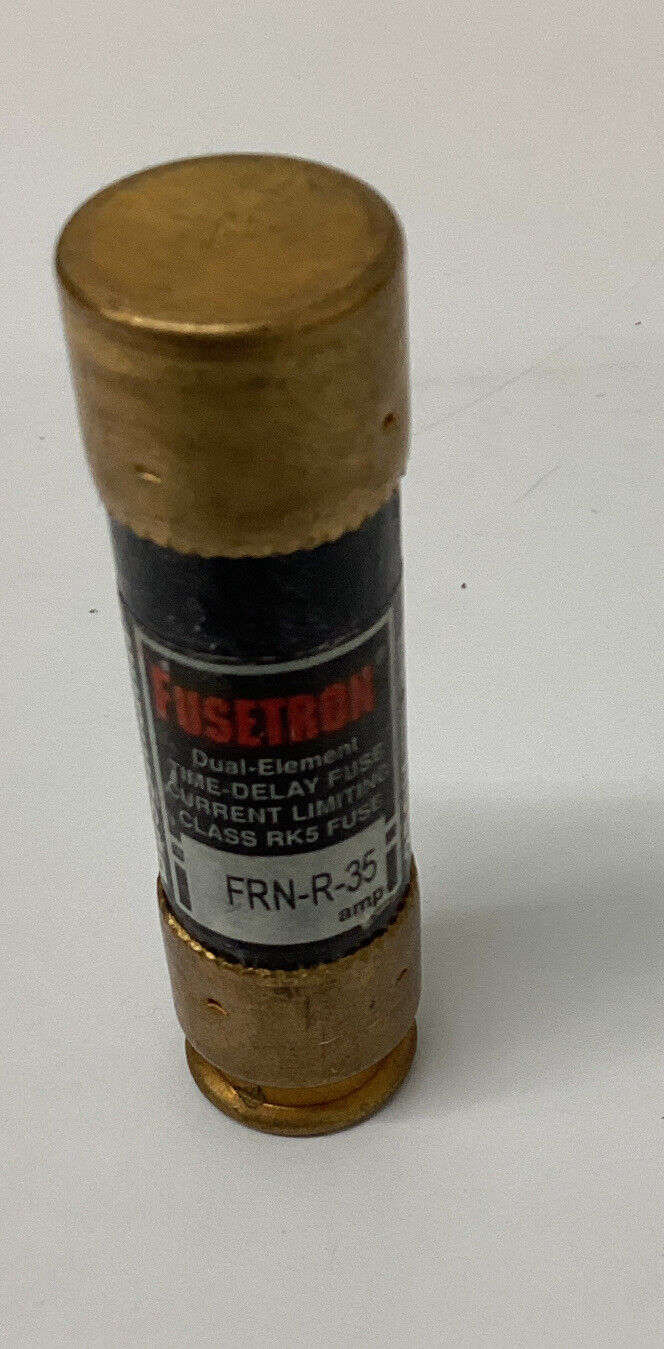 FUSETRON
Dual-Element
TIME-DELAY FUSE
CURRENT LIMITING
CLASS RK5 FUSE
FRN-R-35
amp